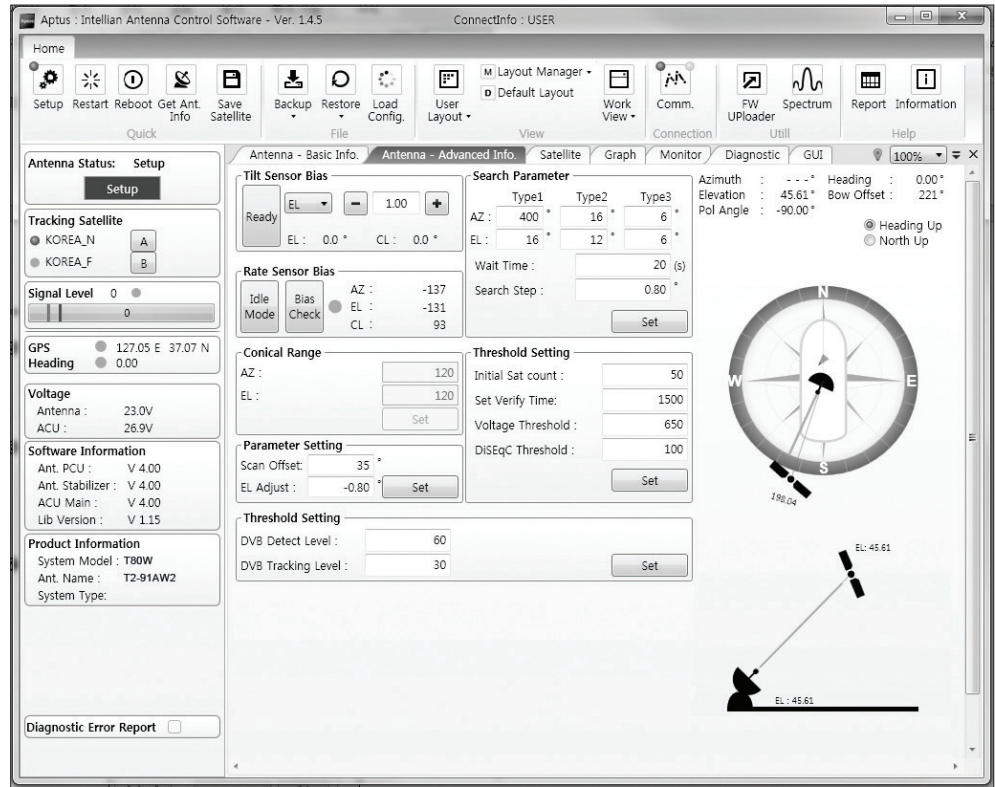 Aptus : Intellian Antenna Control Software - Ver. 1.4.5 ConnectInfo : USER
Home
Setup Restart Reboot Get Ant. Info Save Satellite
Quick
Backup Restore Load Config.
File
User Layout
M Layout Manager
D Default Layout
Work View
View
Comm.
Connection
FW UPloader Spectrum
Utill
Report Information
Help
Antenna Status: Setup
Setup
Tracking Satellite
KOREA_N A
KOREA_F B
Signal Level 0
0
GPS 127.05 E 37.07 N
Heading 0.00
Voltage
Antenna : 23.0V
ACU : 26.9V
Software Information
Ant. PCU : V 4.00
Ant. Stabilizer : V 4.00
ACU Main : V 4.00
Lib Version : V 1.15
Product Information
System Model : T80W
Ant. Name : T2-91AW2
System Type:
Diagnostic Error Report
Antenna - Basic Info. Antenna - Advanced Info. Satellite Graph Monitor Diagnostic GUI 100%
Tilt Sensor Bias
Ready EL - 1.00 +
EL : 0.0 ° CL : 0.0 °
Rate Sensor Bias
Idle Mode Bias Check
AZ : -137
EL : -131
CL : 93
Conical Range
AZ : 120
EL : 120
Set
Parameter Setting
Scan Offset: 35 °
EL Adjust : -0.80 ° Set
Threshold Setting
DVB Detect Level : 60
DVB Tracking Level : 30 Set
Search Parameter
Type1 Type2 Type3
AZ : 400 ° 16 ° 6 °
EL : 16 ° 12 ° 6 °
Wait Time : 20 (s)
Search Step : 0.80 °
Set
Threshold Setting
Initial Sat count : 50
Set Verify Time: 1500
Voltage Threshold : 650
DiSEqC Threshold : 100
Set
Azimuth : - - -° Heading : 0.00°
Elevation : 45.61° Bow Offset : 221°
Pol Angle : -90.00°
Heading Up
North Up
N
W E
S
198.04
EL: 45.61
EL : 45.61